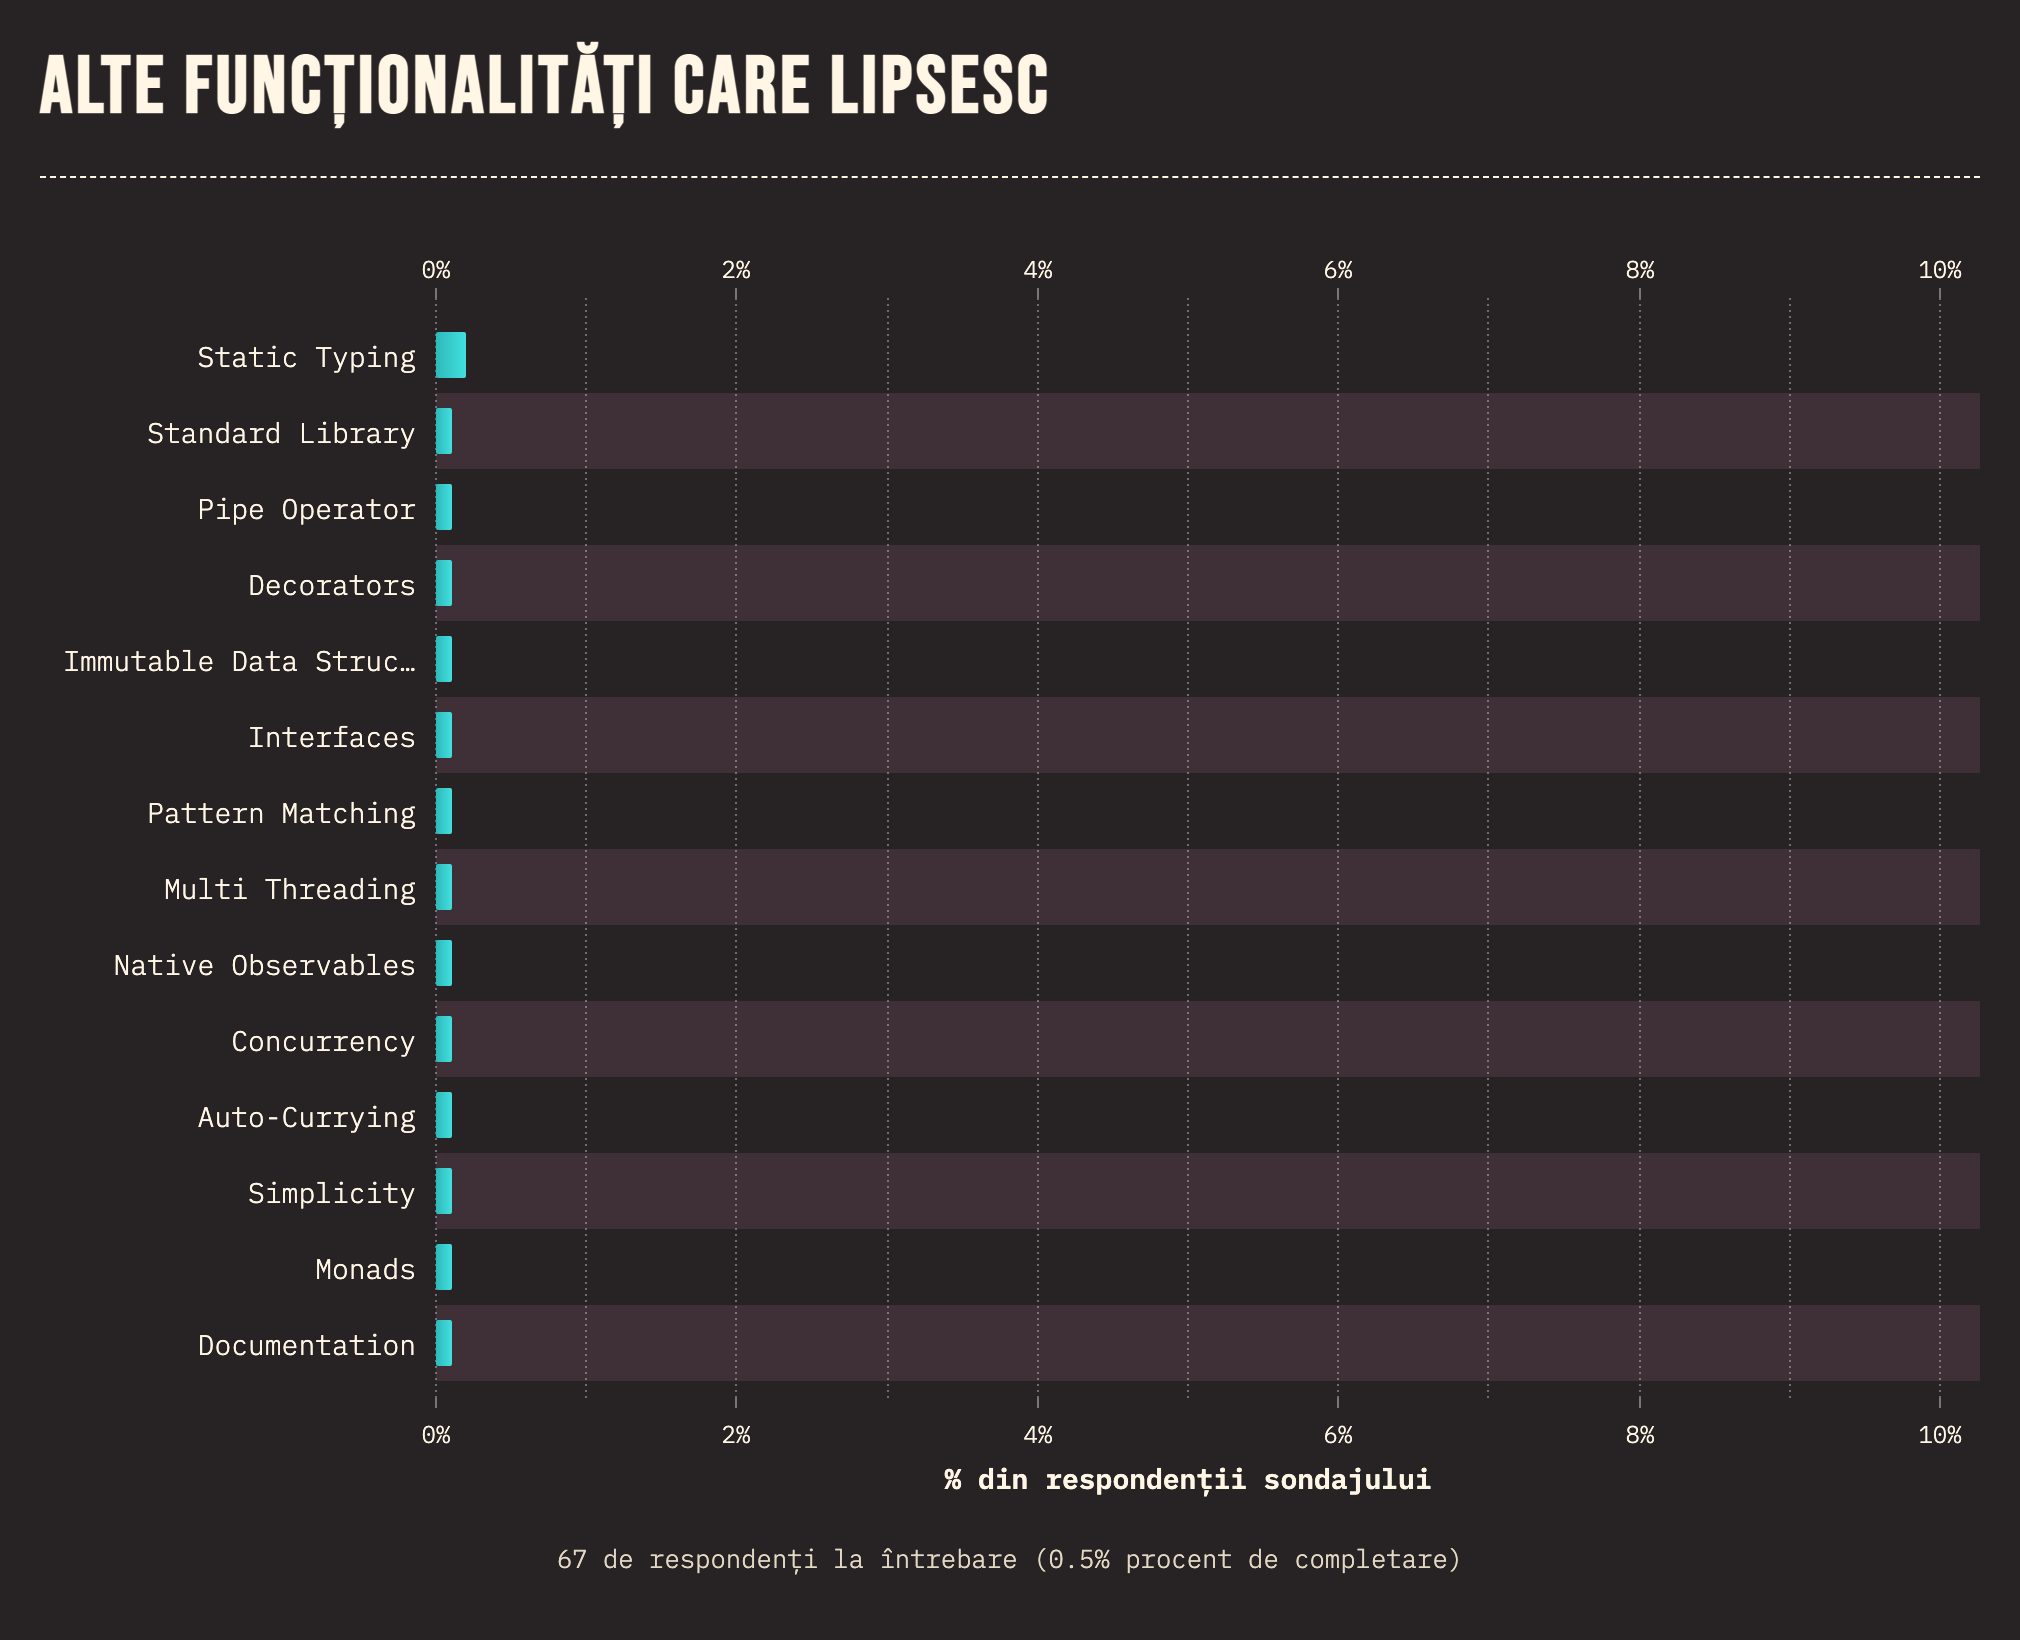 ALTE FUNCȚIONALITĂȚI CARE LIPSESC
0% 2% 4% 6% 8% 10%
Static Typing
Standard Library
Pipe Operator
Decorators
Immutable Data Struc…
Interfaces
Pattern Matching
Multi Threading
Native Observables
Concurrency
Auto-Currying
Simplicity
Monads
Documentation
0% 2% 4% 6% 8% 10%
% din respondenții sondajului
67 de respondenți la întrebare (0.5% procent de completare)